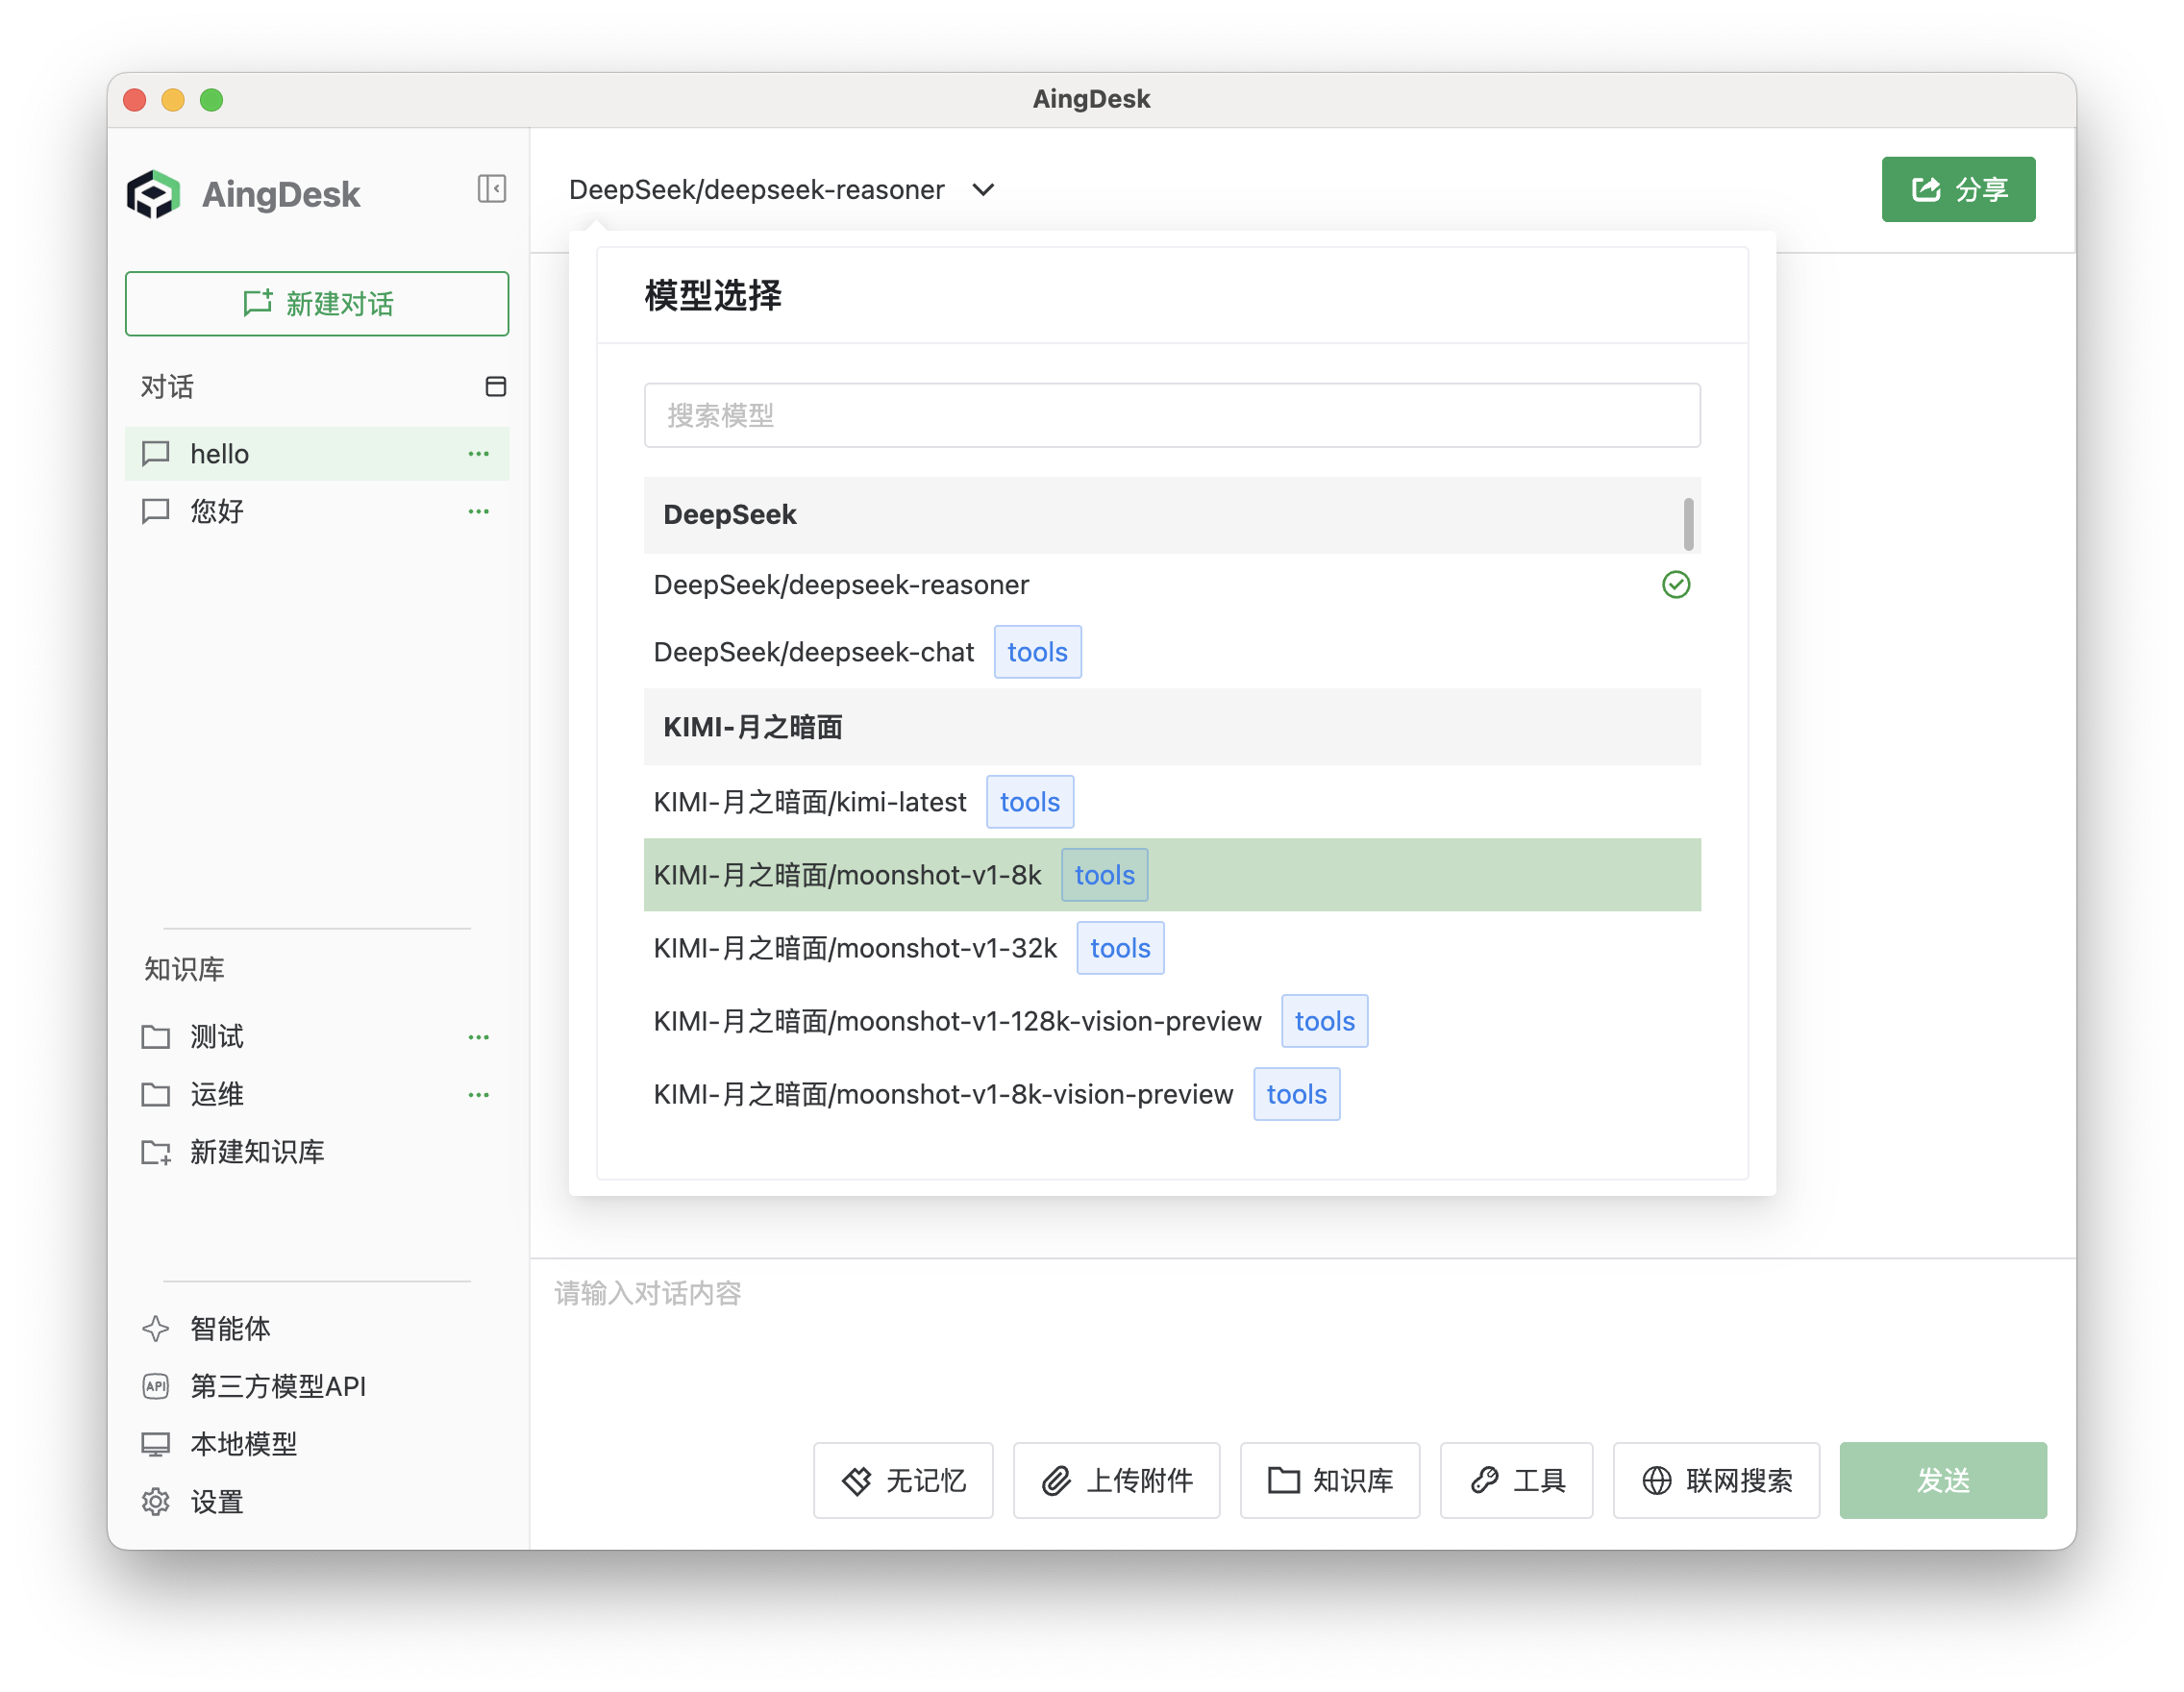 AingDesk
AingDesk
新建对话
对话
hello
您好
知识库
测试
运维
新建知识库
智能体
API
第三方模型API
本地模型
设置
DeepSeek/deepseek-reasoner
分享
模型选择
搜索模型
DeepSeek
DeepSeek/deepseek-reasoner
DeepSeek/deepseek-chat tools
KIMI-月之暗面
KIMI-月之暗面/kimi-latest tools
KIMI-月之暗面/moonshot-v1-8k tools
KIMI-月之暗面/moonshot-v1-32k tools
KIMI-月之暗面/moonshot-v1-128k-vision-preview tools
KIMI-月之暗面/moonshot-v1-8k-vision-preview tools
请输入对话内容
无记忆 上传附件 知识库 工具 联网搜索 发送